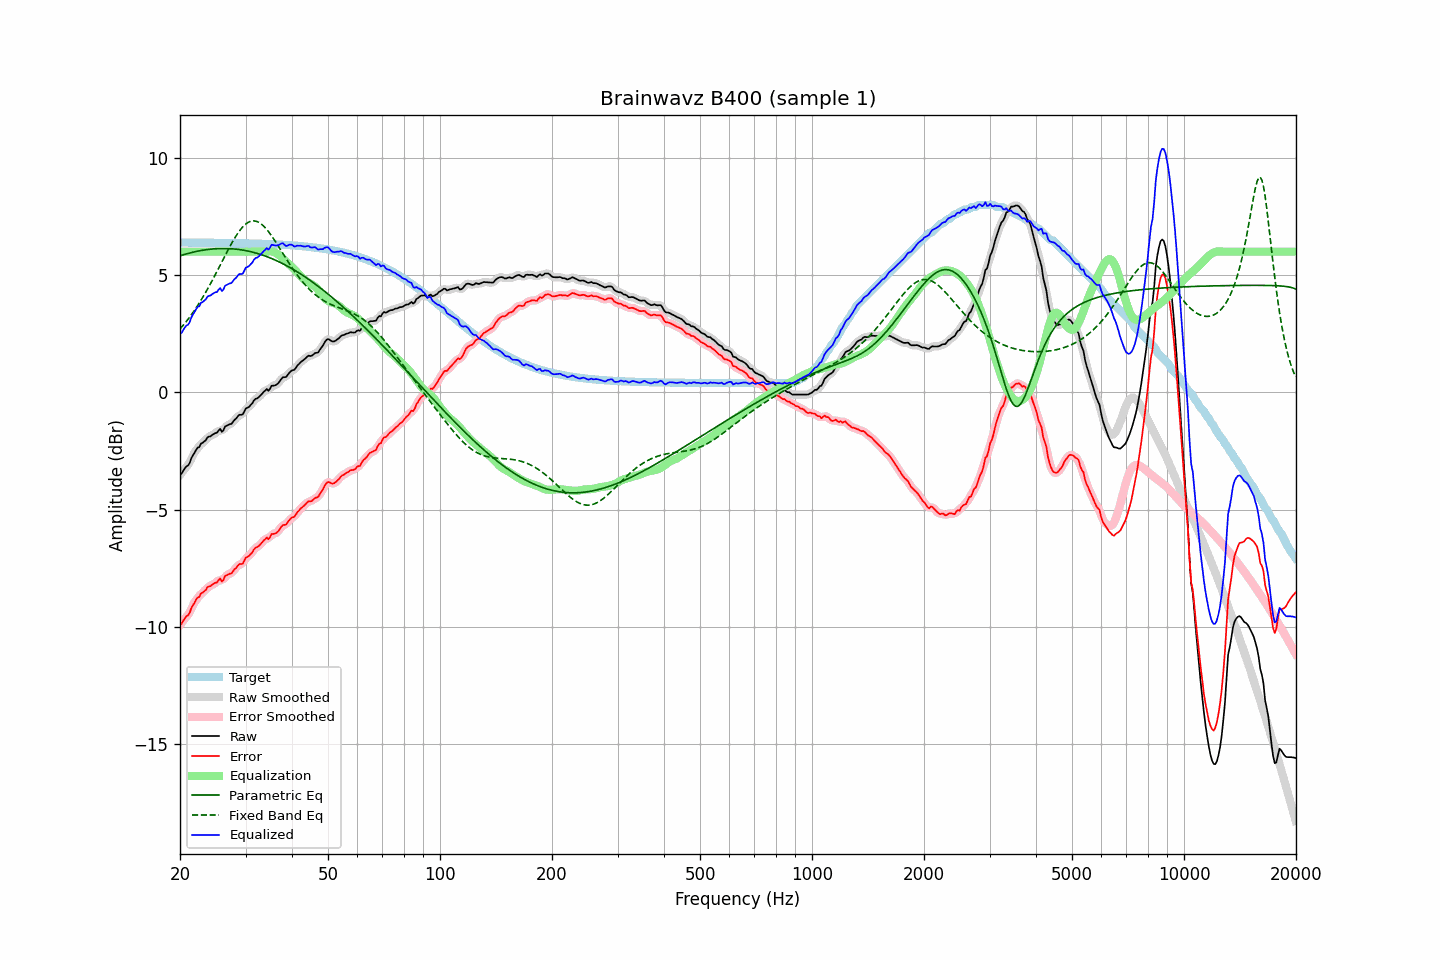 Brainwavz B400 (sample 1)
Amplitude (dBr)
10
5
0
−5
−10
−15
Target
Raw Smoothed
Error Smoothed
Raw
Error
Equalization
Parametric Eq
Fixed Band Eq
Equalized
20 50 100 200 500 1000 2000 5000 10000 20000
Frequency (Hz)